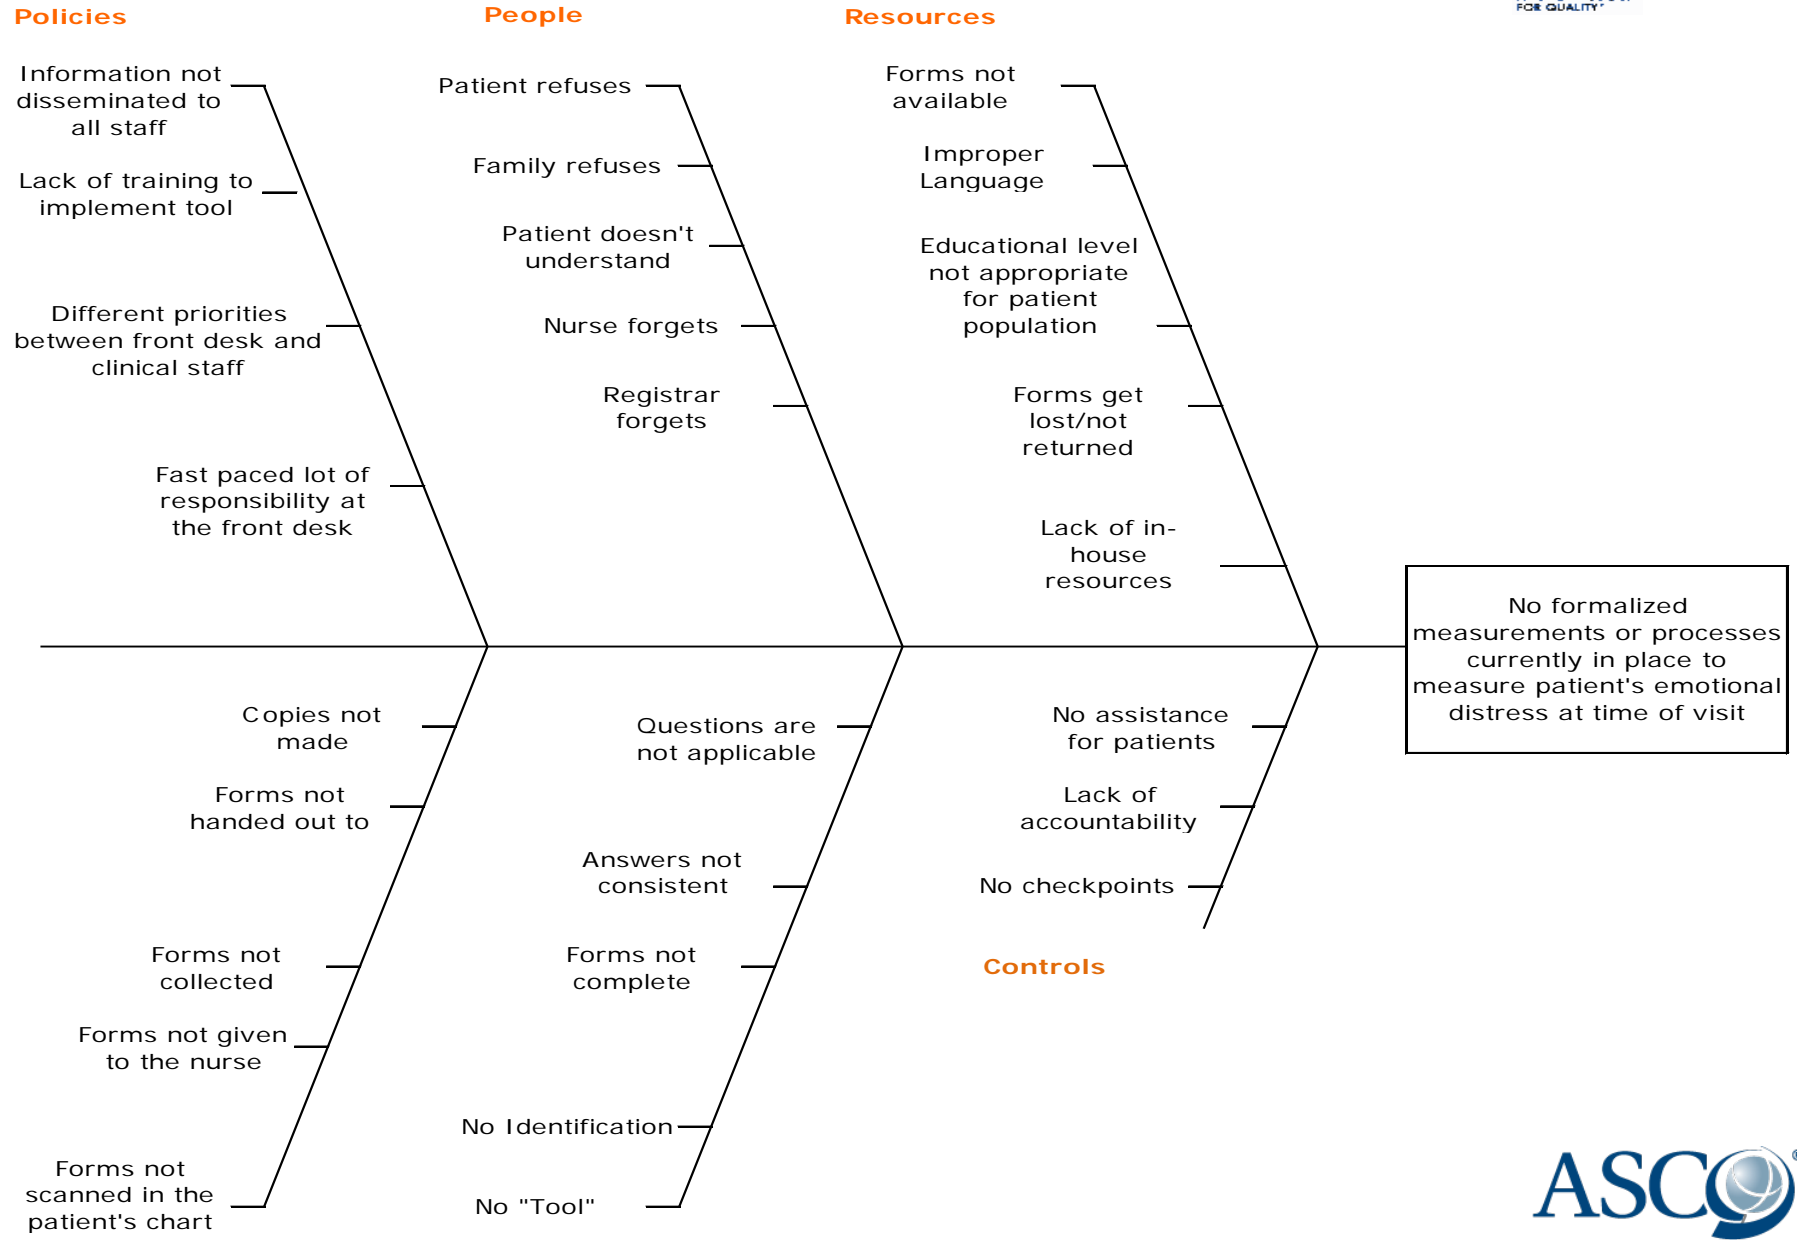 FOR QUALITY
Policies
People
Resources
Information not
disseminated to
all staff
Lack of training to
implement tool
Different priorities
between front desk and
clinical staff
Fast paced lot of
responsibility at
the front desk
Patient refuses
Family refuses
Patient doesn't
understand
Nurse forgets
Registrar
forgets
Forms not
available
Improper
Language
Educational level
not appropriate
for patient
population
Forms get
lost/not
returned
Lack of in-
house
resources
No formalized
measurements or processes
currently in place to
measure patient's emotional
distress at time of visit
Copies not
made
Forms not
handed out to
Forms not
collected
Forms not given
to the nurse
Forms not
scanned in the
patient's chart
Questions are
not applicable
Answers not
consistent
Forms not
complete
No Identification
No "Tool"
No assistance
for patients
Lack of
accountability
No checkpoints
Controls
ASCO